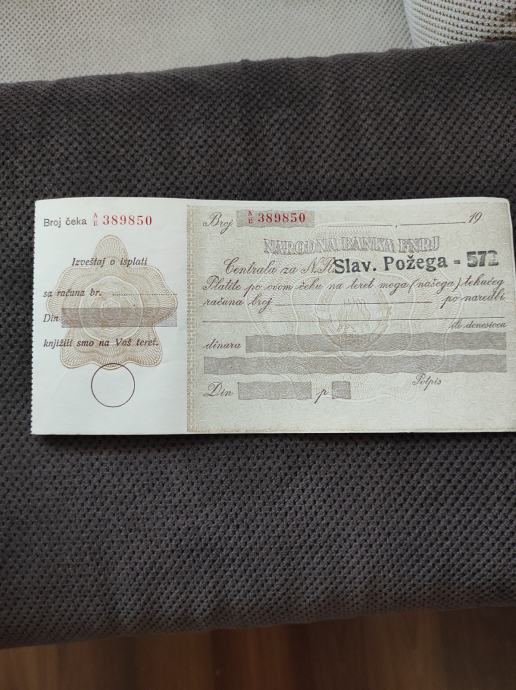 Broj čeka A/E 389850
Izveštaj o isplati
sa računa br.
Din
knjižili smo na Vaš teret.
Broj A/E 389850
, 19
NARODNA BANKA FNRJ
Centrala za N.R. Slav. Požega - 572
Platite po ovom čeku na teret moga (našega) tekućeg
računa broj po naredbi
ili donosiocu
dinara
Potpis
Din p